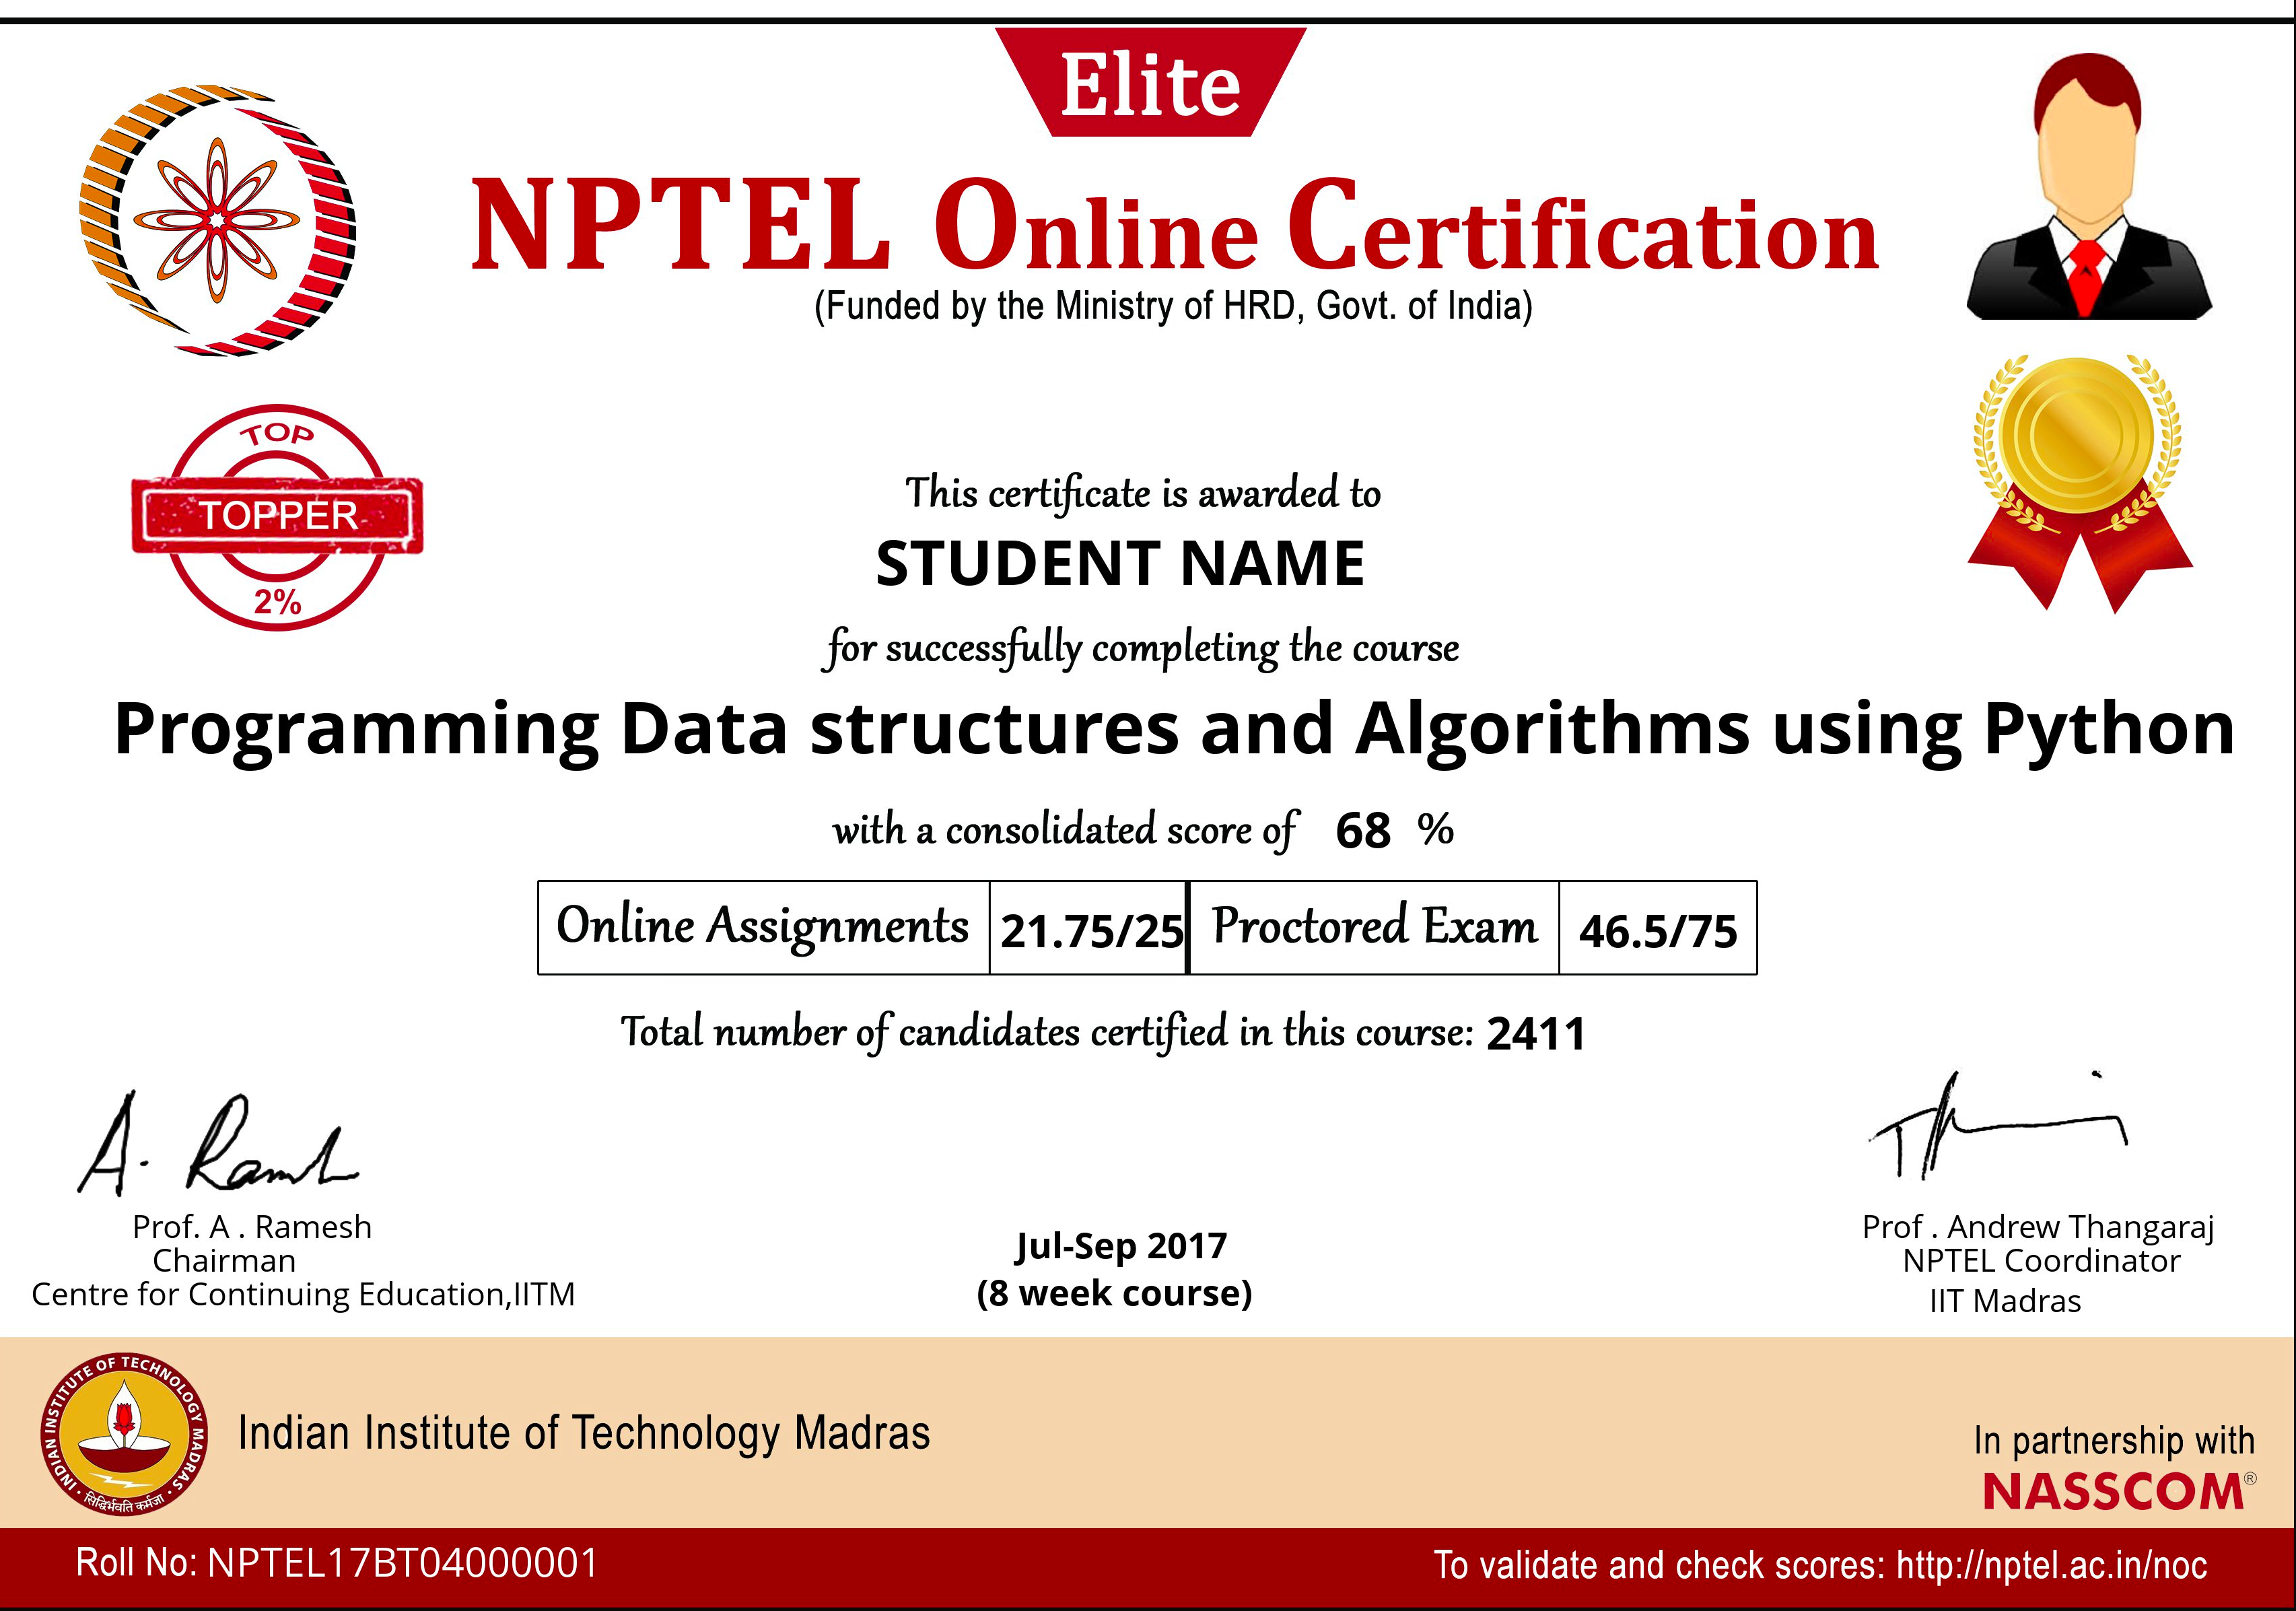 Elite
NPTEL Online Certification
(Funded by the Ministry of HRD, Govt. of India)
TOP
TOPPER
2%
This certificate is awarded to
STUDENT NAME
for successfully completing the course
Programming Data structures and Algorithms using Python
with a consolidated score of 68 %
Online Assignments 21.75/25 Proctored Exam 46.5/75
Total number of candidates certified in this course: 2411
A. Ramesh
Prof. A . Ramesh
Chairman
Centre for Continuing Education,IITM
Jul-Sep 2017
(8 week course)
Prof . Andrew Thangaraj
NPTEL Coordinator
IIT Madras
INDIAN INSTITUTE OF TECHNOLOGY MADRAS
सिद्धिर्भवति कर्मजा
Indian Institute of Technology Madras
In partnership with
NASSCOM®
Roll No: NPTEL17BT04000001
To validate and check scores: http://nptel.ac.in/noc